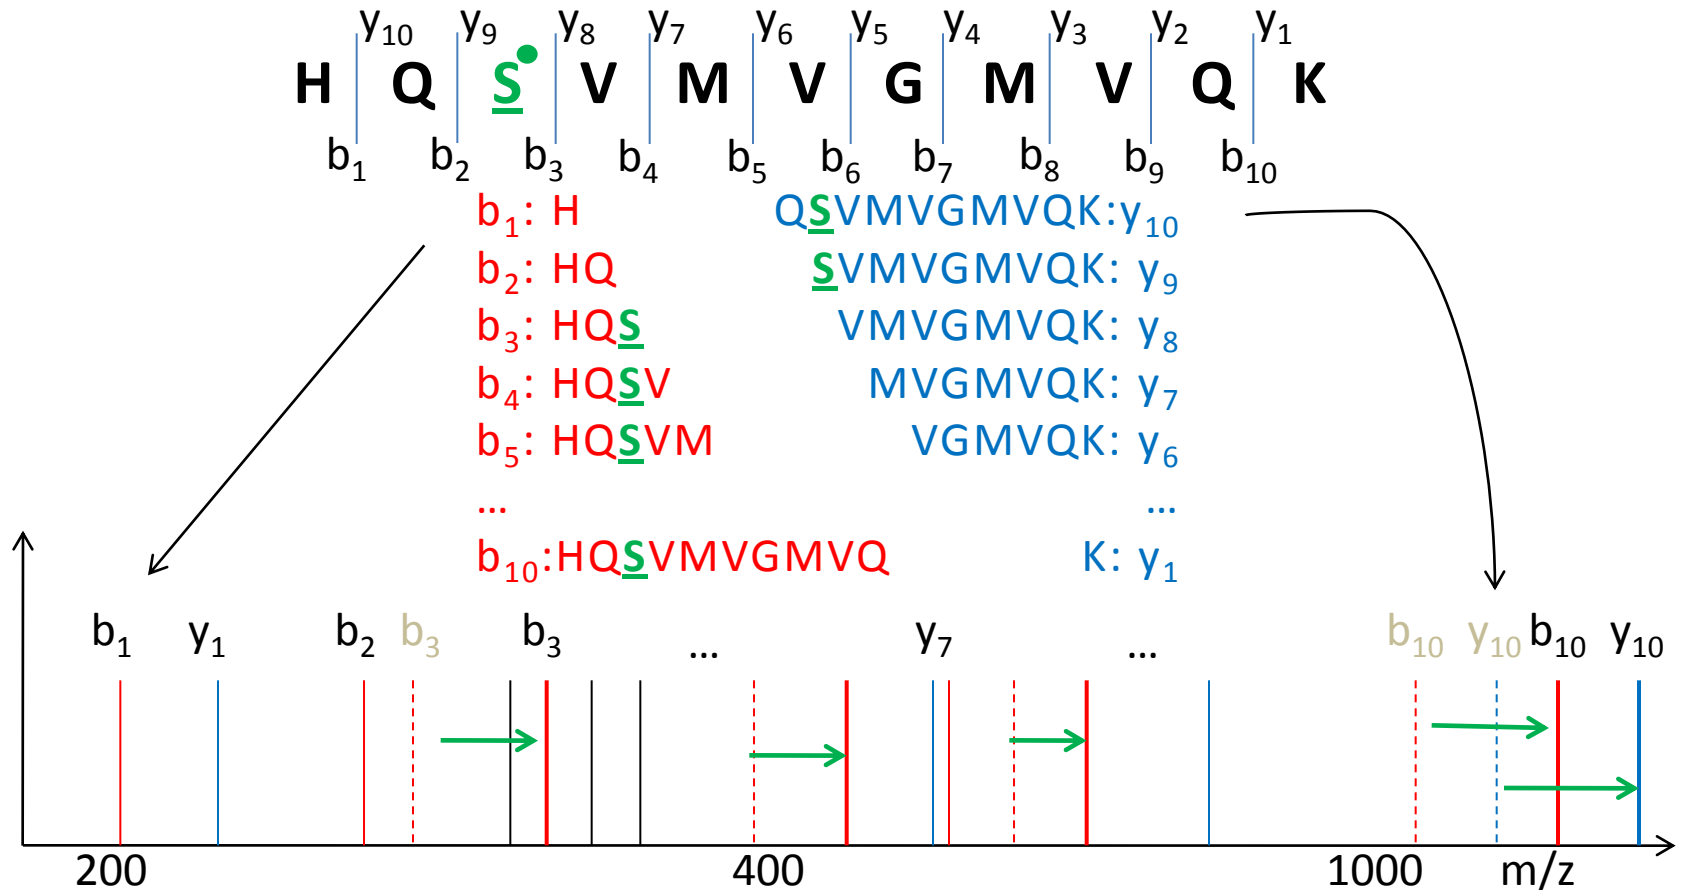 y10 y9 y8 y7 y6 y5 y4 y3 y2 y1
H Q S V M V G M V Q K
b1 b2 b3 b4 b5 b6 b7 b8 b9 b10
b1: H QSVMVGMVQK:y10
b2: HQ SVMVGMVQK: y9
b3: HQS VMVGMVQK: y8
b4: HQSV MVGMVQK: y7
b5: HQSVM VGMVQK: y6
... ...
b10:HQSVMVGMVQ K: y1
b1 y1 b2 b3 b3 ... y7 ... b10 y10 b10 y10
200 400 1000 m/z